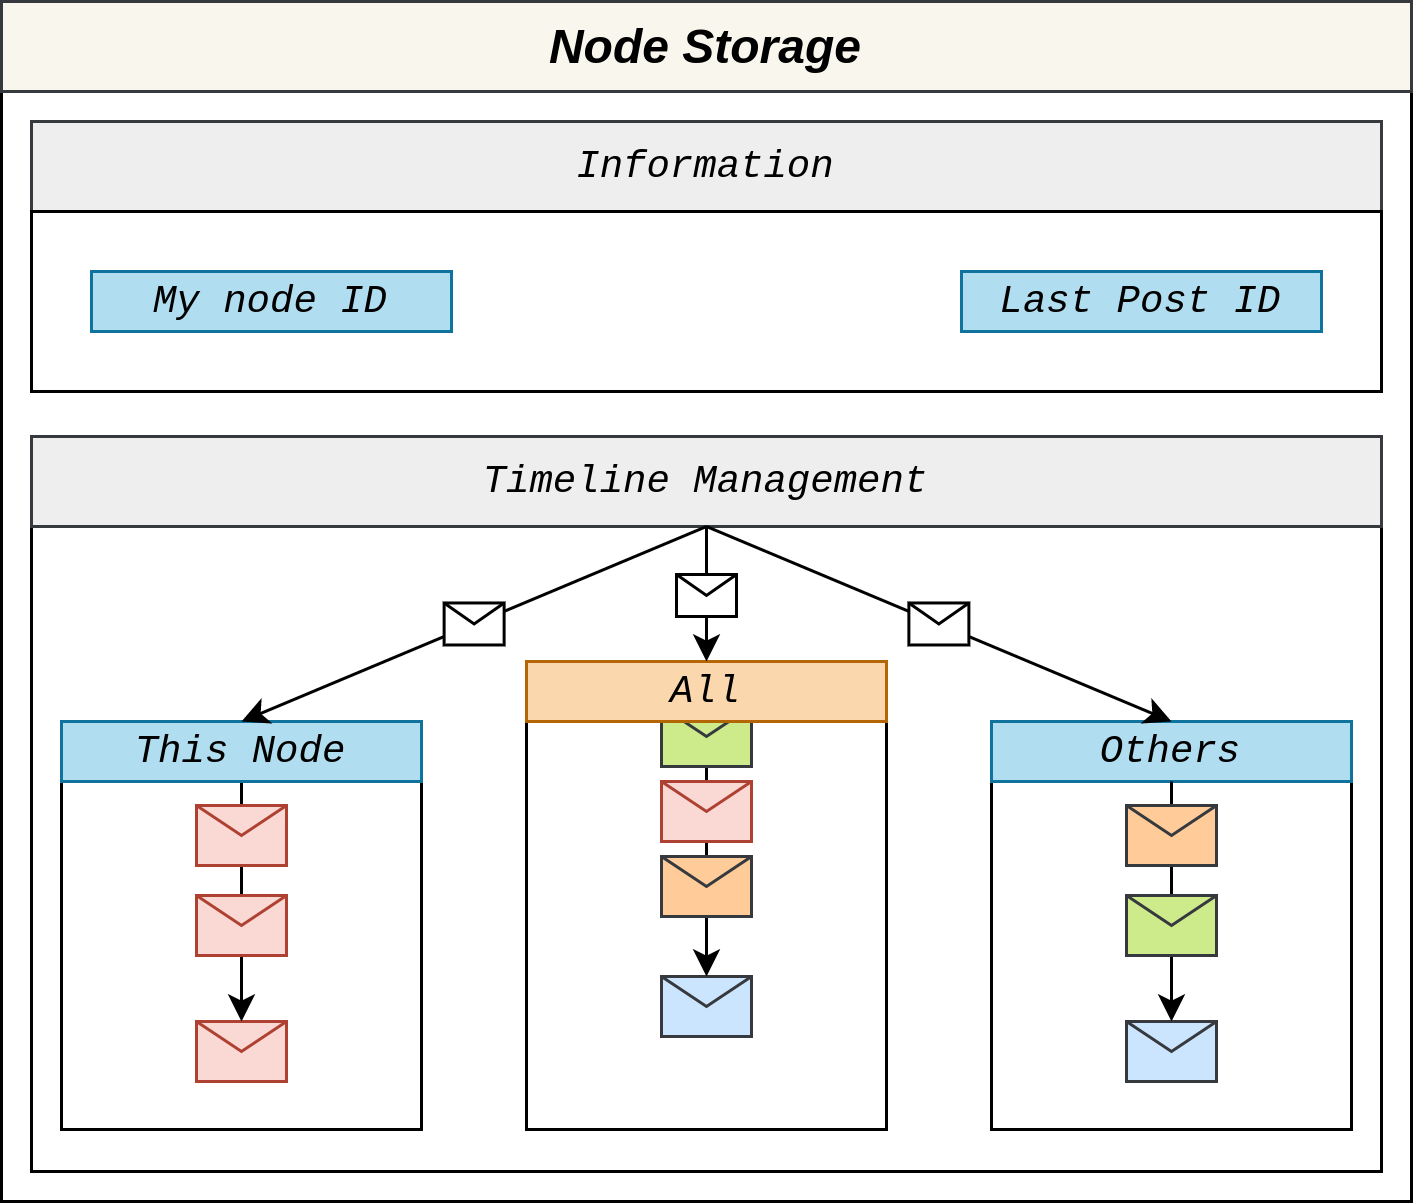 Node Storage
Information
My node ID
Last Post ID
Timeline Management
All
This Node
Others